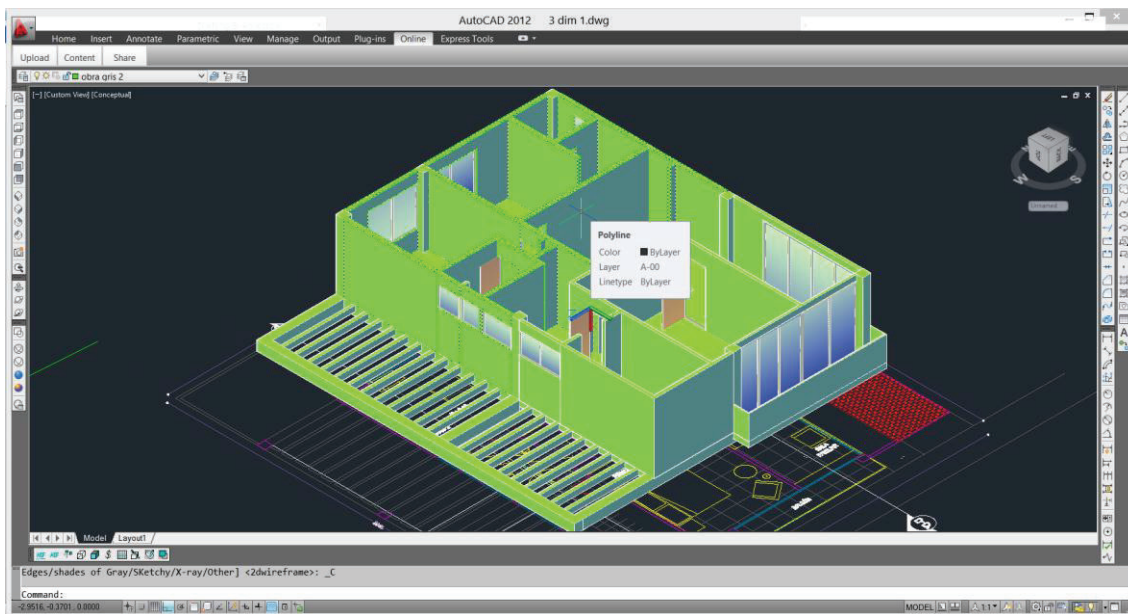 AutoCAD 2012 3 dim 1.dwg
Home Insert Annotate Parametric View Manage Output Plug-ins Online Express Tools
Upload Content Share
obra gris 2
[-] [Custom View] [Conceptual]
W S
Unnamed
Polyline
Color ByLayer
Layer A-00
Linetype ByLayer
Model Layout1
Edges/shades of Gray/SKetchy/X-ray/Other] <2dwireframe>: _C
Command:
-2.9516, -0.3701, 0.0000 MODEL 1:1